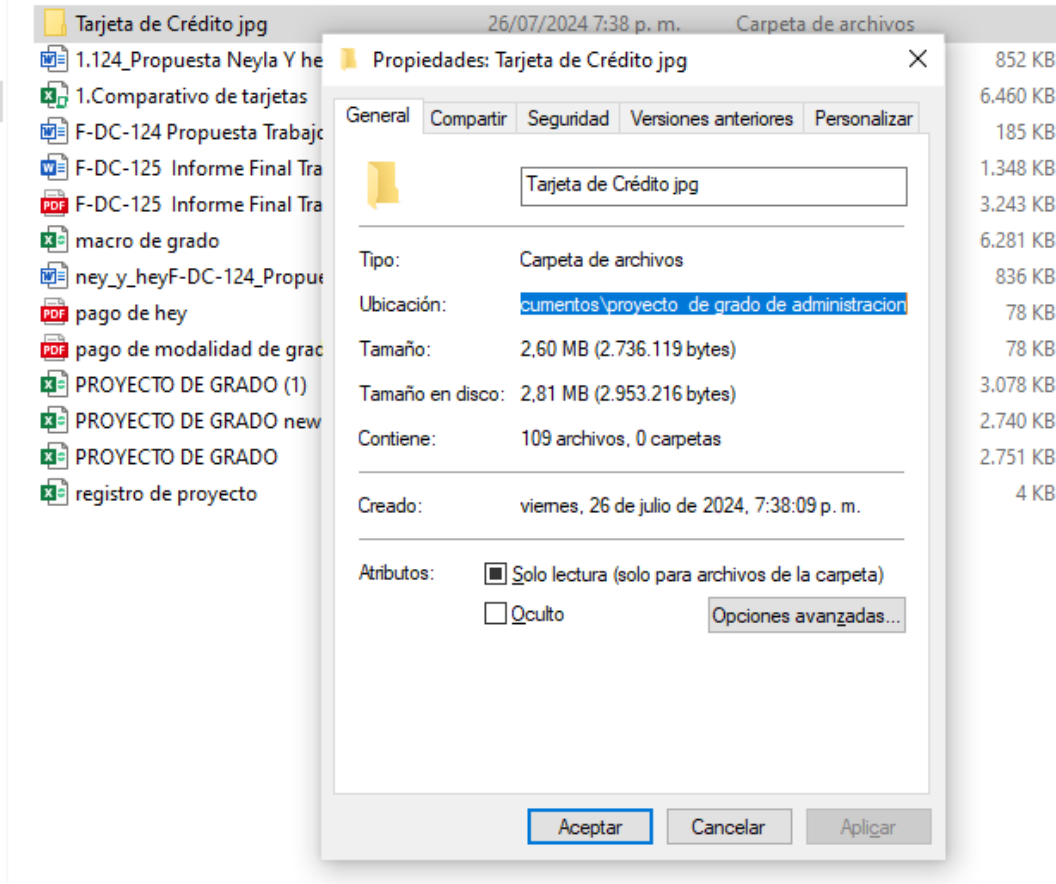 Tarjeta de Crédito jpg 26/07/2024 7:38 p. m. Carpeta de archivos
1.124_Propuesta Neyla Y he 852 KB
1.Comparativo de tarjetas 6.460 KB
F-DC-124 Propuesta Trabajo 185 KB
F-DC-125 Informe Final Tra 1.348 KB
F-DC-125 Informe Final Tra 3.243 KB
macro de grado 6.281 KB
ney_y_heyF-DC-124_Propue 836 KB
pago de hey 78 KB
pago de modalidad de grad 78 KB
PROYECTO DE GRADO (1) 3.078 KB
PROYECTO DE GRADO new 2.740 KB
PROYECTO DE GRADO 2.751 KB
registro de proyecto 4 KB
Propiedades: Tarjeta de Crédito jpg
General Compartir Seguridad Versiones anteriores Personalizar
Tarjeta de Crédito jpg
Tipo: Carpeta de archivos
Ubicación: cumentos\proyecto de grado de administracion
Tamaño: 2,60 MB (2.736.119 bytes)
Tamaño en disco: 2,81 MB (2.953.216 bytes)
Contiene: 109 archivos, 0 carpetas
Creado: viernes, 26 de julio de 2024, 7:38:09 p. m.
Atributos: Solo lectura (solo para archivos de la carpeta)
Oculto Opciones avanzadas...
Aceptar Cancelar Aplicar